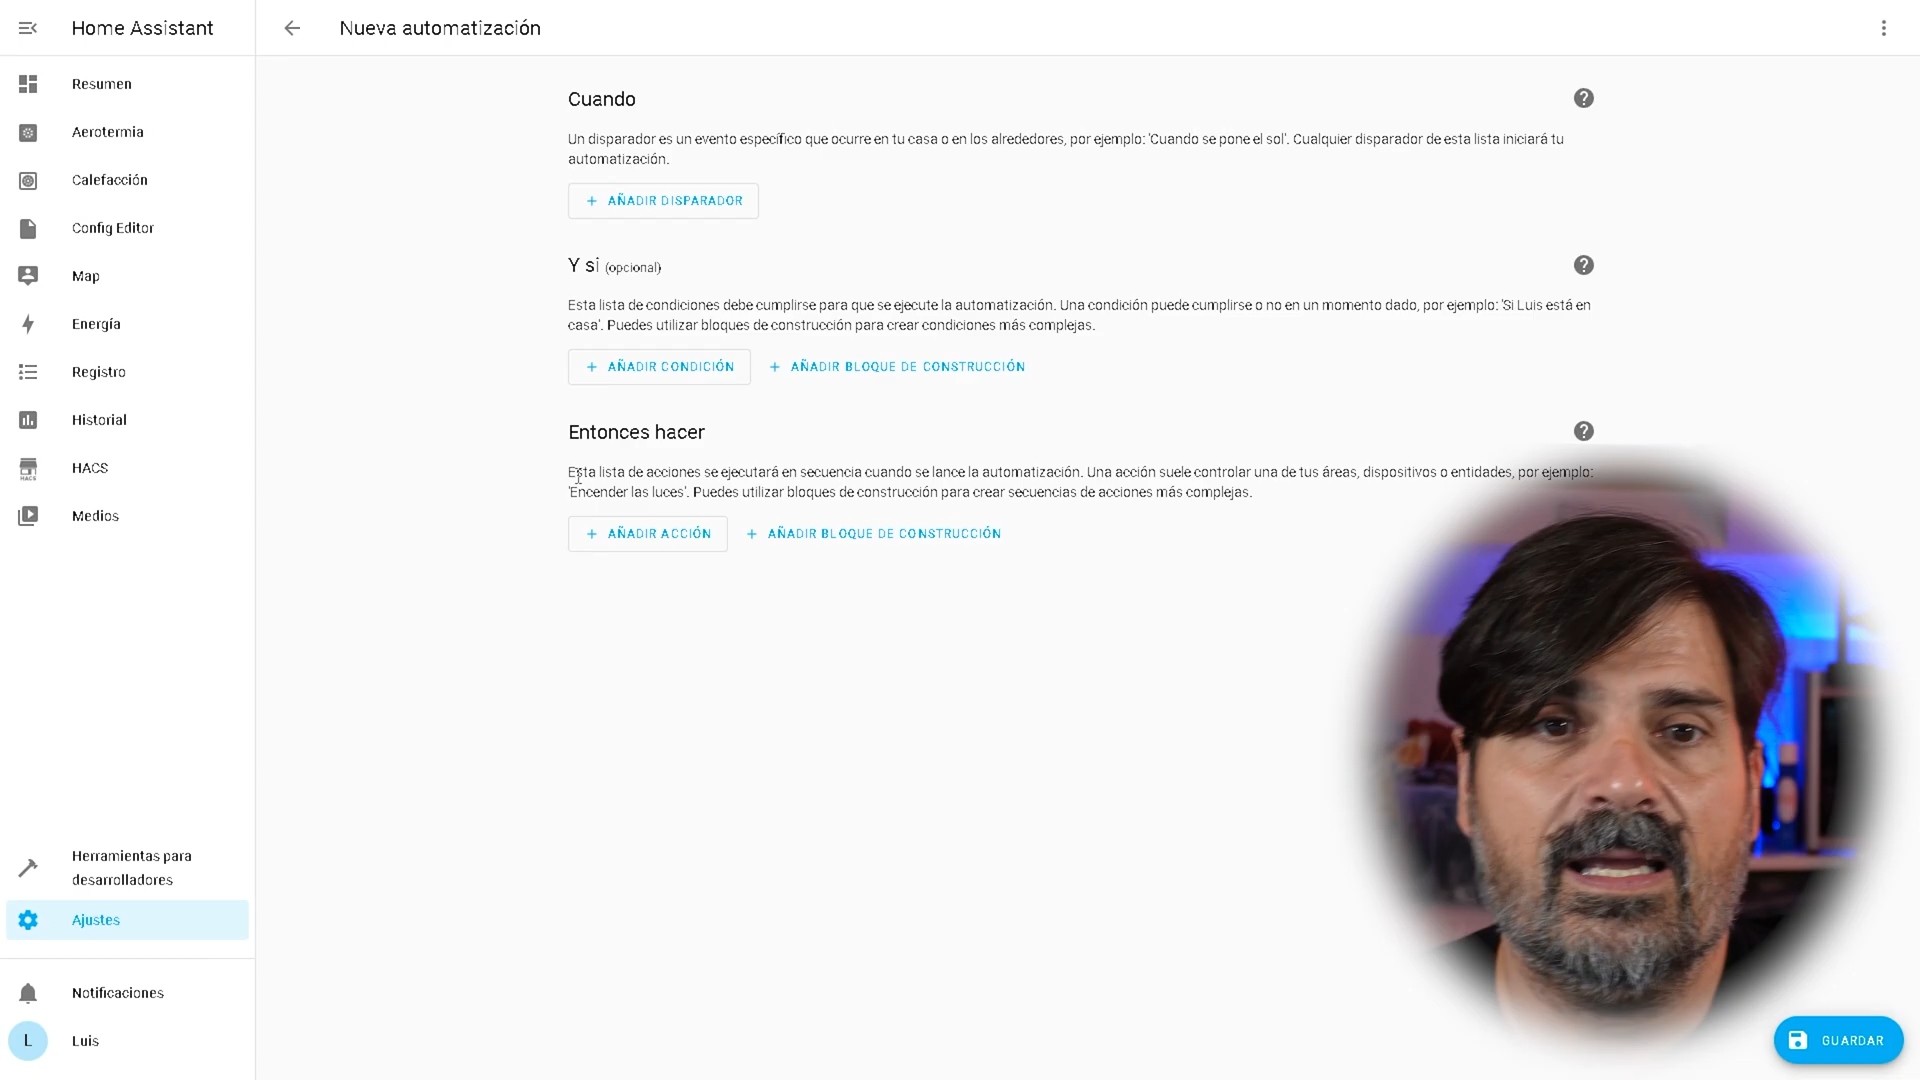 Home Assistant
Nueva automatización
Resumen
Aerotermia
Calefacción
Config Editor
Map
Energía
Registro
Historial
HACS
HACS
Medios
Herramientas para
desarrolladores
Ajustes
Notificaciones
L
Luis
Cuando
Un disparador es un evento específico que ocurre en tu casa o en los alrededores, por ejemplo: 'Cuando se pone el sol'. Cualquier disparador de esta lista iniciará tu
automatización.
+ AÑADIR DISPARADOR
Y si (opcional)
Esta lista de condiciones debe cumplirse para que se ejecute la automatización. Una condición puede cumplirse o no en un momento dado, por ejemplo: 'Si Luis está en
casa'. Puedes utilizar bloques de construcción para crear condiciones más complejas.
+ AÑADIR CONDICIÓN + AÑADIR BLOQUE DE CONSTRUCCIÓN
Entonces hacer
Esta lista de acciones se ejecutará en secuencia cuando se lance la automatización. Una acción suele controlar una de tus áreas, dispositivos o entidades, por ejemplo:
'Encender las luces'. Puedes utilizar bloques de construcción para crear secuencias de acciones más complejas.
+ AÑADIR ACCIÓN + AÑADIR BLOQUE DE CONSTRUCCIÓN
GUARDAR